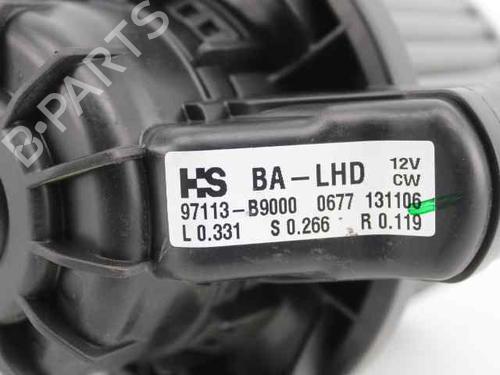 B-PARTS
HS BA-LHD 12V CW
97113-B9000 0677 131106
L 0.331 S 0.266 R 0.119